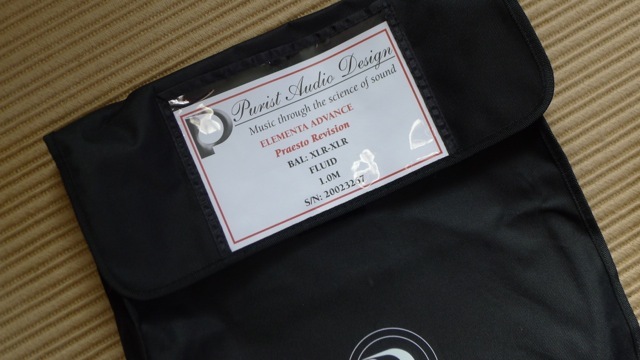 Purist Audio Design
Music through the science of sound
ELEMENTA ADVANCE
Praesto Revision
BAL: XLR-XLR
FLUID
1.0M
S/N: